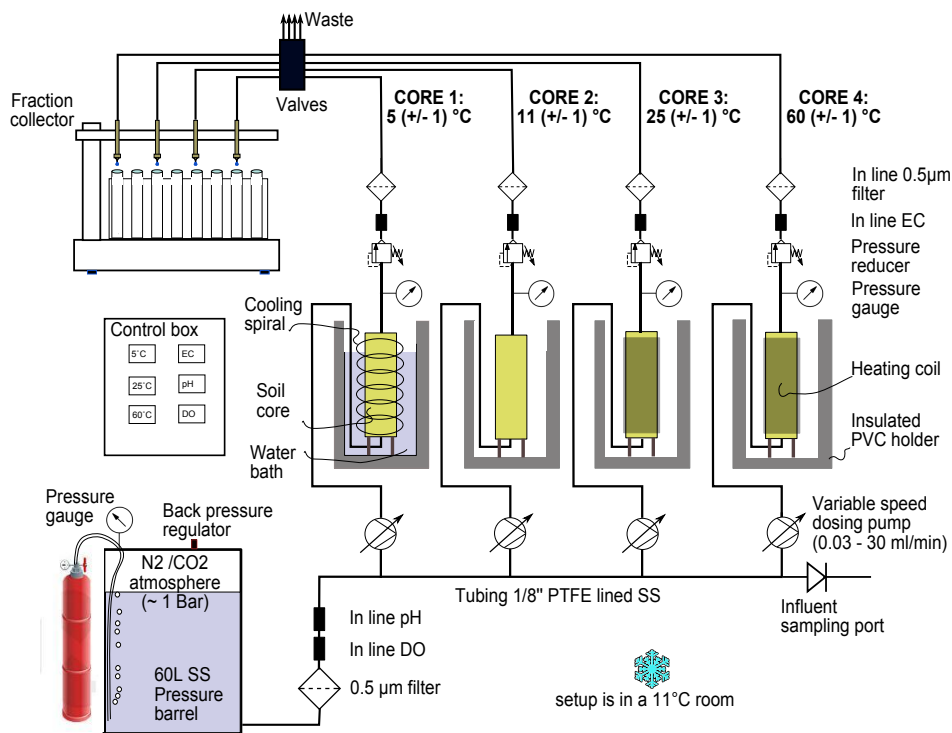 Waste
Valves
Fraction
collector
CORE 1:
5 (+/- 1) °C
CORE 2:
11 (+/- 1) °C
CORE 3:
25 (+/- 1) °C
CORE 4:
60 (+/- 1) °C
In line 0.5µm
filter
In line EC
Pressure
reducer
Pressure
gauge
Cooling
spiral
Soil
core
Water
bath
Heating coil
Insulated
PVC holder
Control box
5°C
EC
25°C
pH
60°C
DO
Pressure
gauge
Back pressure
regulator
N2 /CO2
atmosphere
(~ 1 Bar)
60L SS
Pressure
barrel
In line pH
In line DO
0.5 µm filter
Tubing 1/8" PTFE lined SS
Variable speed
dosing pump
(0.03 - 30 ml/min)
Influent
sampling port
setup is in a 11°C room